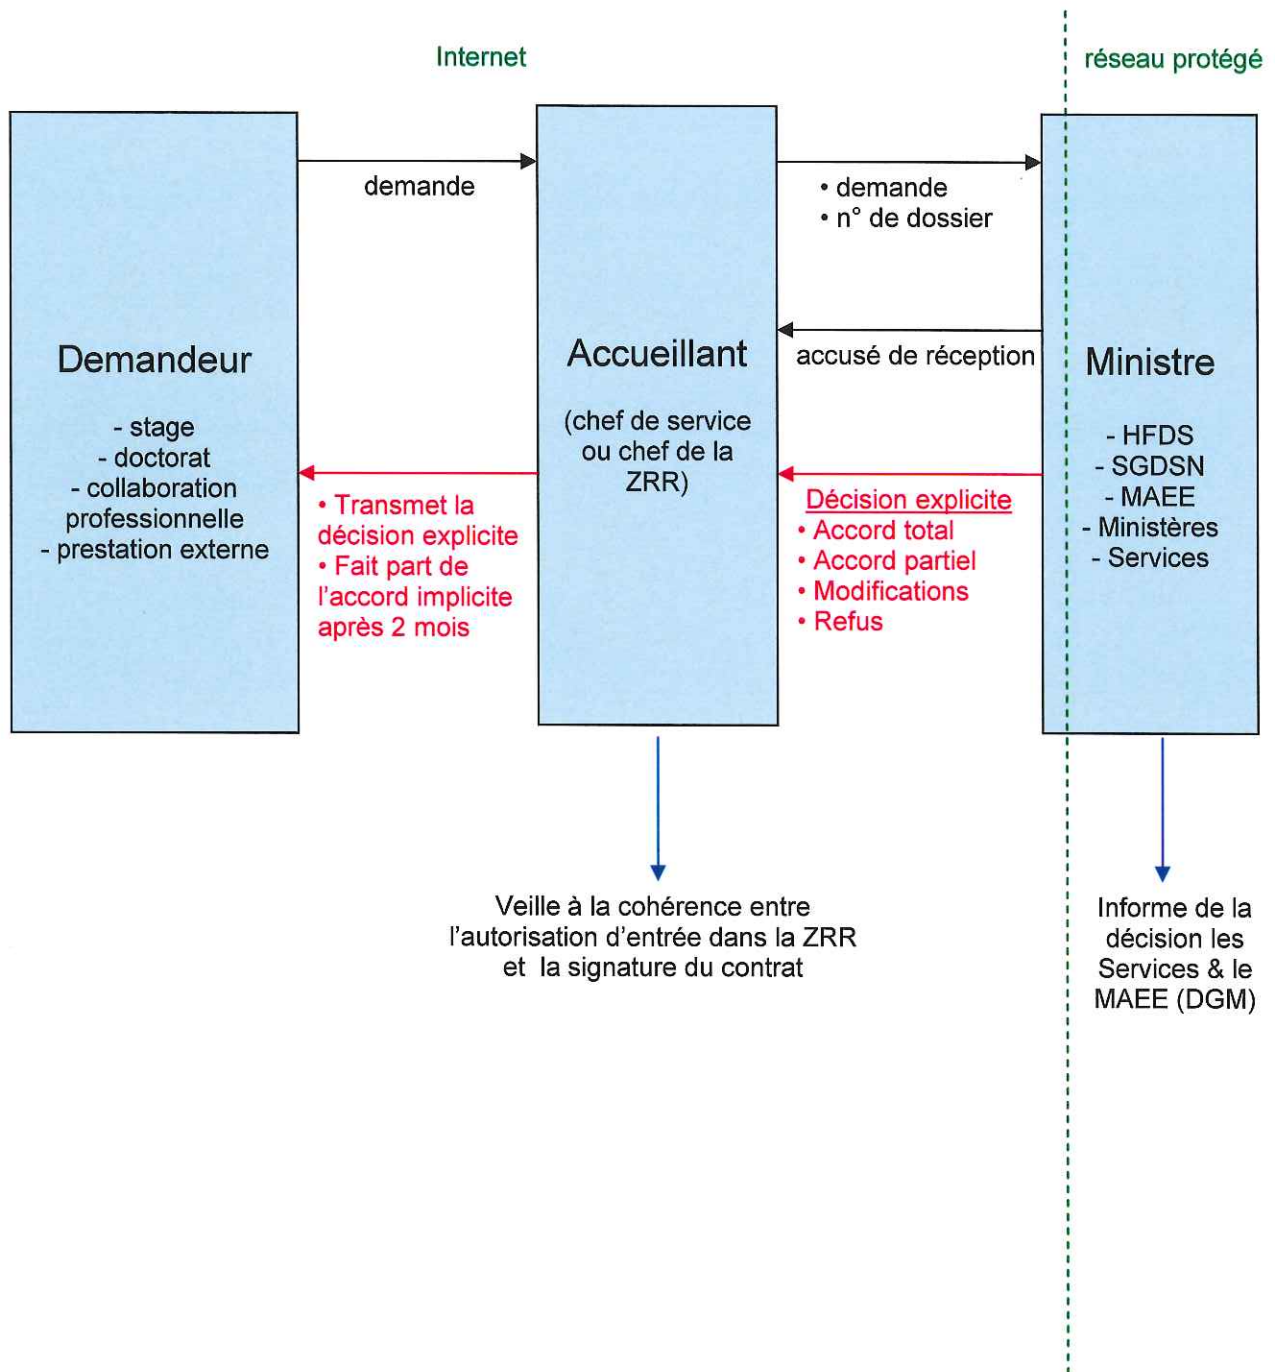 Internet
réseau protégé
demande
• demande
• n° de dossier
Demandeur
- stage
- doctorat
- collaboration
professionnelle
- prestation externe
Accueillant
(chef de service
ou chef de la
ZRR)
accusé de réception
Ministre
- HFDS
- SGDSN
- MAEE
- Ministères
- Services
• Transmet la
décision explicite
• Fait part de
l'accord implicite
après 2 mois
Décision explicite
• Accord total
• Accord partiel
• Modifications
• Refus
Veille à la cohérence entre
l'autorisation d'entrée dans la ZRR
et la signature du contrat
Informe de la
décision les
Services & le
MAEE (DGM)